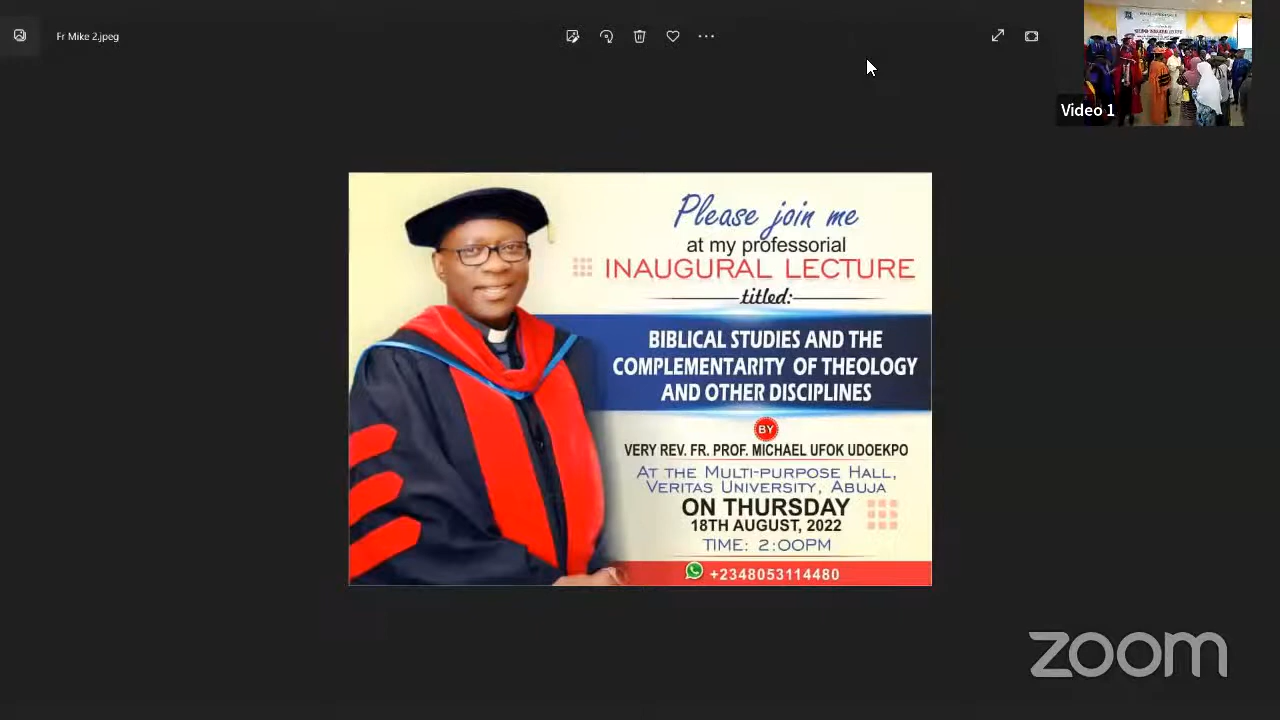 Fr Mike 2.jpeg
Video 1
Please join me
at my professorial
INAUGURAL LECTURE
titled:
BIBLICAL STUDIES AND THE
COMPLEMENTARITY OF THEOLOGY
AND OTHER DISCIPLINES
BY
VERY REV. FR. PROF. MICHAEL UFOK UDOEKPO
AT THE MULTI-PURPOSE HALL,
VERITAS UNIVERSITY, ABUJA
ON THURSDAY
18TH AUGUST, 2022
TIME: 2:00PM
+2348053114480
zoom